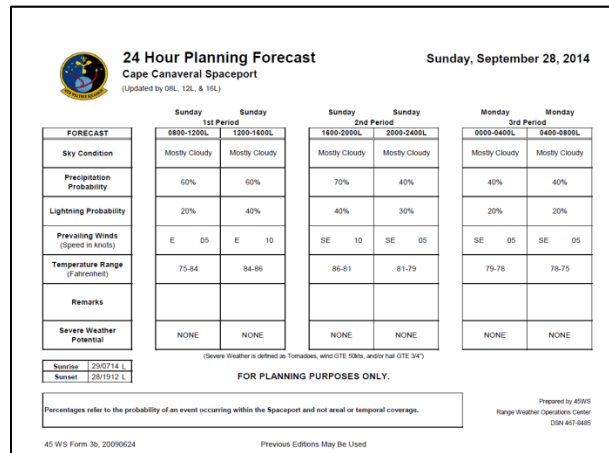 24 Hour Planning Forecast
Sunday, September 28, 2014
Cape Canaveral Spaceport
(Updated by 08L, 12L, & 16L)
Sunday Sunday Sunday Sunday Monday Monday
1st Period 2nd Period 3rd Period
FORECAST 0800-1200L 1200-1600L 1600-2000L 2000-2400L 0000-0400L 0400-0800L
Sky Condition Mostly Cloudy Mostly Cloudy Mostly Cloudy Mostly Cloudy Mostly Cloudy Mostly Cloudy
Precipitation
Probability 60% 60% 70% 40% 40% 40%
Lightning Probability 20% 40% 40% 30% 20% 20%
Prevailing Winds
(Speed in knots) E 05 E 10 SE 10 SE 05 SE 05 SE 05
Temperature Range
(Fahrenheit) 75-84 84-86 86-81 81-79 79-78 78-75
Remarks
Severe Weather
Potential NONE NONE NONE NONE NONE NONE
(Severe Weather is defined as Tornadoes, wind GTE 50kts, and/or hail GTE 3/4")
Sunrise 29/0714 L
Sunset 28/1912 L
FOR PLANNING PURPOSES ONLY.
Percentages refer to the probability of an event occurring within the Spaceport and not areal or temporal coverage.
Prepared by 45WS
Range Weather Operations Center
DSN 467-8485
45 WS Form 3b, 20090624 Previous Editions May Be Used